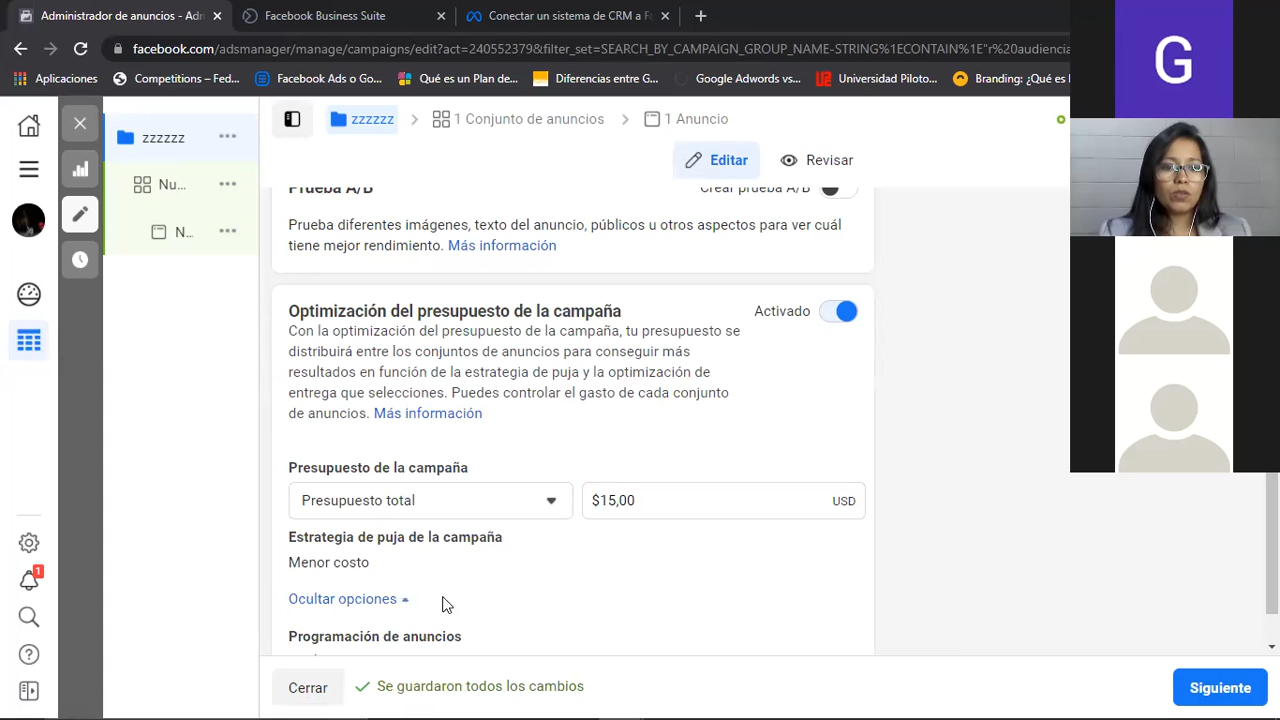 Administrador de anuncios - Adm
Facebook Business Suite
Conectar un sistema de CRM a F
facebook.com/adsmanager/manage/campaigns/edit?act=240552379&filter_set=SEARCH_BY_CAMPAIGN_GROUP_NAME-STRING%1ECONTAIN%1E"r%20audiencia
Aplicaciones
Competitions – Fed...
Facebook Ads o Go...
Qué es un Plan de...
Diferencias entre G...
Google Adwords vs...
Universidad de Palermo...
Branding: ¿Qué es
G
zzzzzz
Nu...
N...
zzzzzz
1 Conjunto de anuncios
1 Anuncio
Editar
Revisar
Prueba A/B
Crear prueba A/B
Prueba diferentes imágenes, texto del anuncio, públicos u otros aspectos para ver cuál
tiene mejor rendimiento. Más información
Optimización del presupuesto de la campaña
Activado
Con la optimización del presupuesto de la campaña, tu presupuesto se
distribuirá entre los conjuntos de anuncios para conseguir más
resultados en función de la estrategia de puja y la optimización de
entrega que selecciones. Puedes controlar el gasto de cada conjunto
de anuncios. Más información
Presupuesto de la campaña
Presupuesto total
$15,00
USD
Estrategia de puja de la campaña
Menor costo
Ocultar opciones
Programación de anuncios
1
Cerrar
Se guardaron todos los cambios
Siguiente